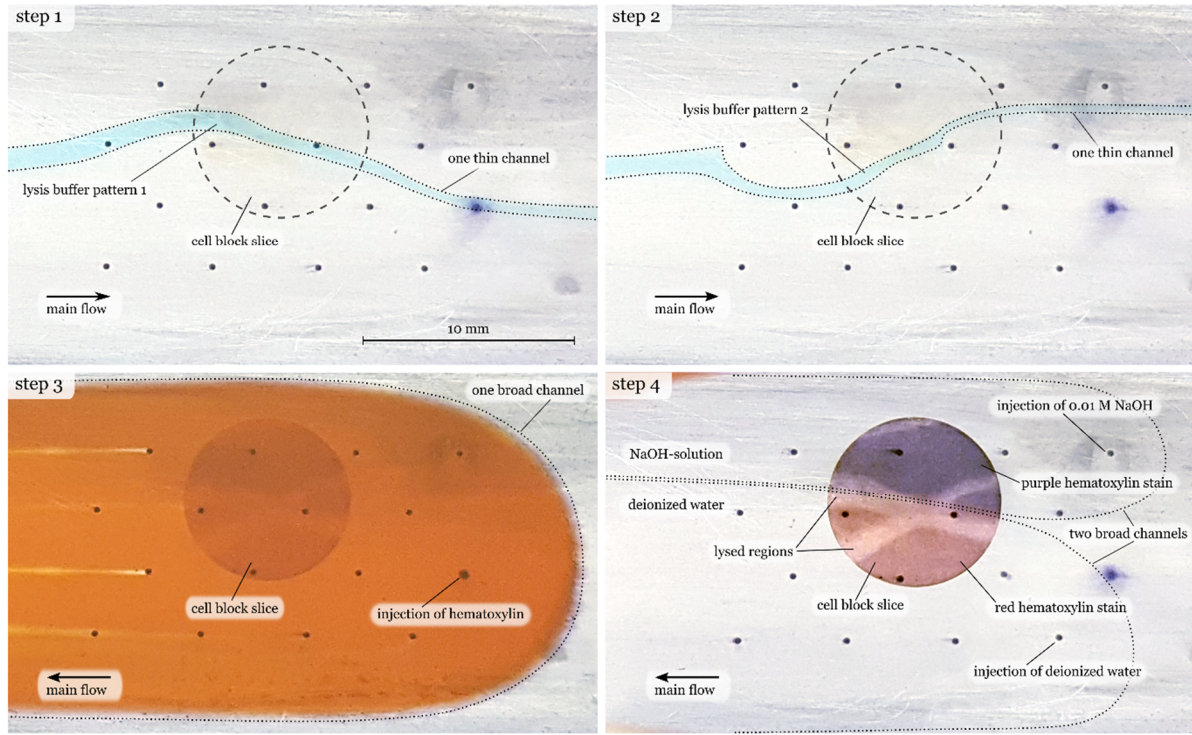 step 1
lysis buffer pattern 1
one thin channel
cell block slice
main flow
10 mm
step 2
lysis buffer pattern 2
one thin channel
cell block slice
main flow
step 3
one broad channel
cell block slice
injection of hematoxylin
main flow
step 4
injection of 0.01 M NaOH
NaOH-solution
purple hematoxylin stain
deionized water
two broad channels
lysed regions
cell block slice
red hematoxylin stain
injection of deionized water
main flow